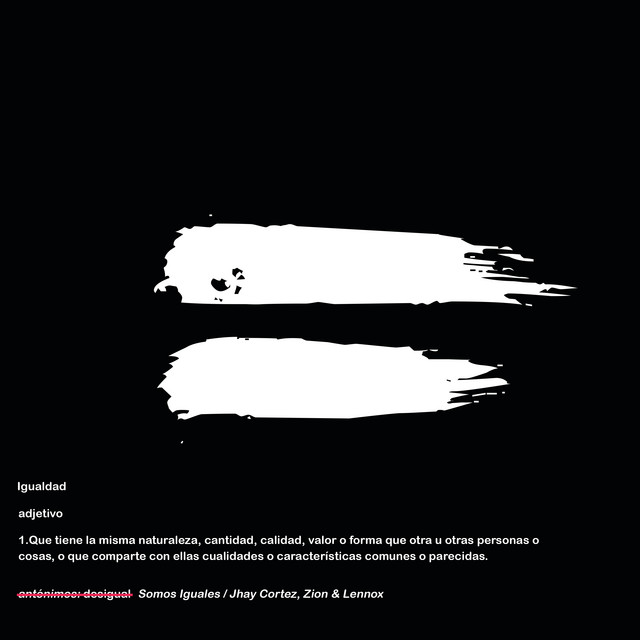 Igualdad
adjetivo
1.Que tiene la misma naturaleza, cantidad, calidad, valor o forma que otra u otras personas o
cosas, o que comparte con ellas cualidades o características comunes o parecidas.
antónimos: desigual Somos Iguales / Jhay Cortez, Zion & Lennox